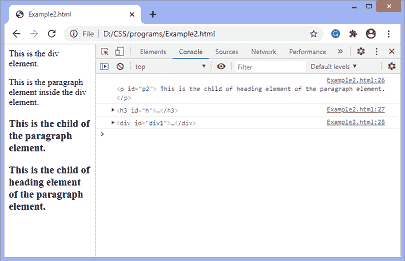 Example2.html
File | D:/CSS/programs/Example2.html
This is the div
element.
This is the paragraph
element inside the div
element.
This is the child of
the paragraph
element.
This is the child of
heading element
of the paragraph
element.
Elements Console Sources Network Performance »
top Filter Default levels ▼
Example2.html:26
<p id="p2"> This is the child of heading element of the paragraph element.
</p>
<h3 id="h">…</h3> Example2.html:27
<div id="div1">…</div> Example2.html:28
>